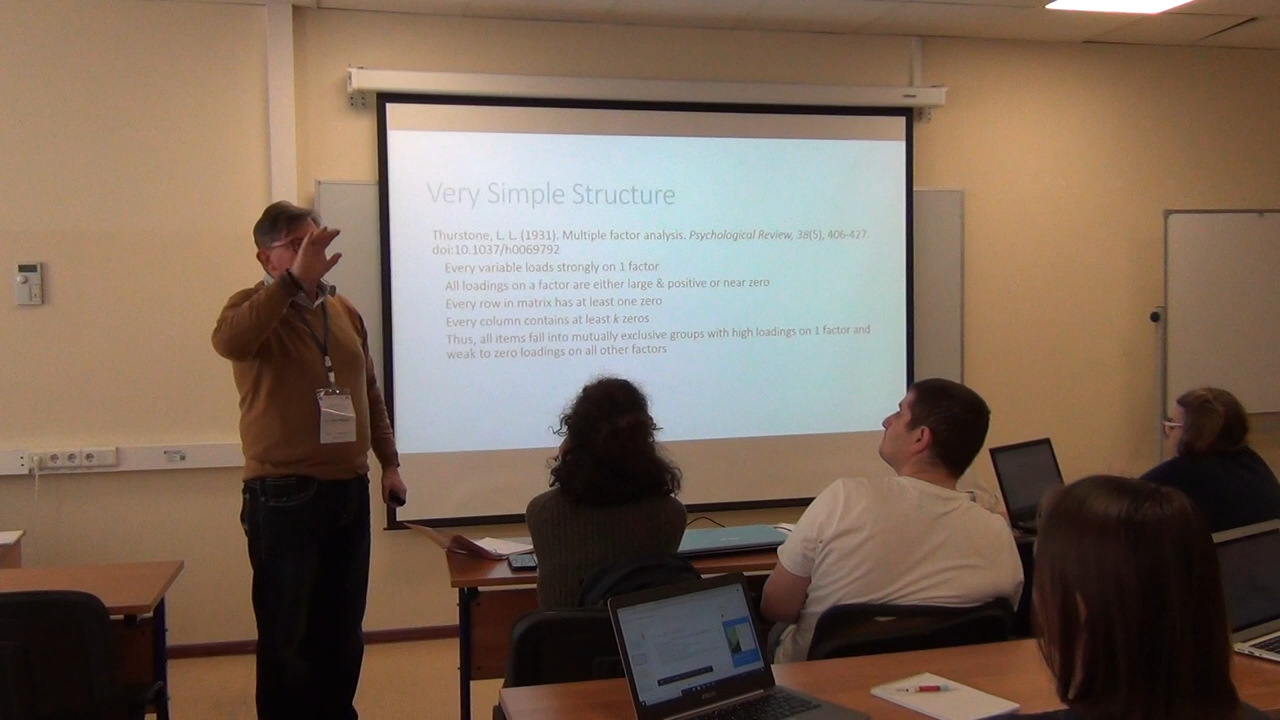 Very Simple Structure
Thurstone, L. L. (1931). Multiple factor analysis. Psychological Review, 38(5), 406-427.
doi:10.1037/h0069792
Every variable loads strongly on 1 factor
All loadings on a factor are either large & positive or near zero
Every row in matrix has at least one zero
Every column contains at least k zeros
Thus, all items fall into mutually exclusive groups with high loadings on 1 factor and
weak to zero loadings on all other factors